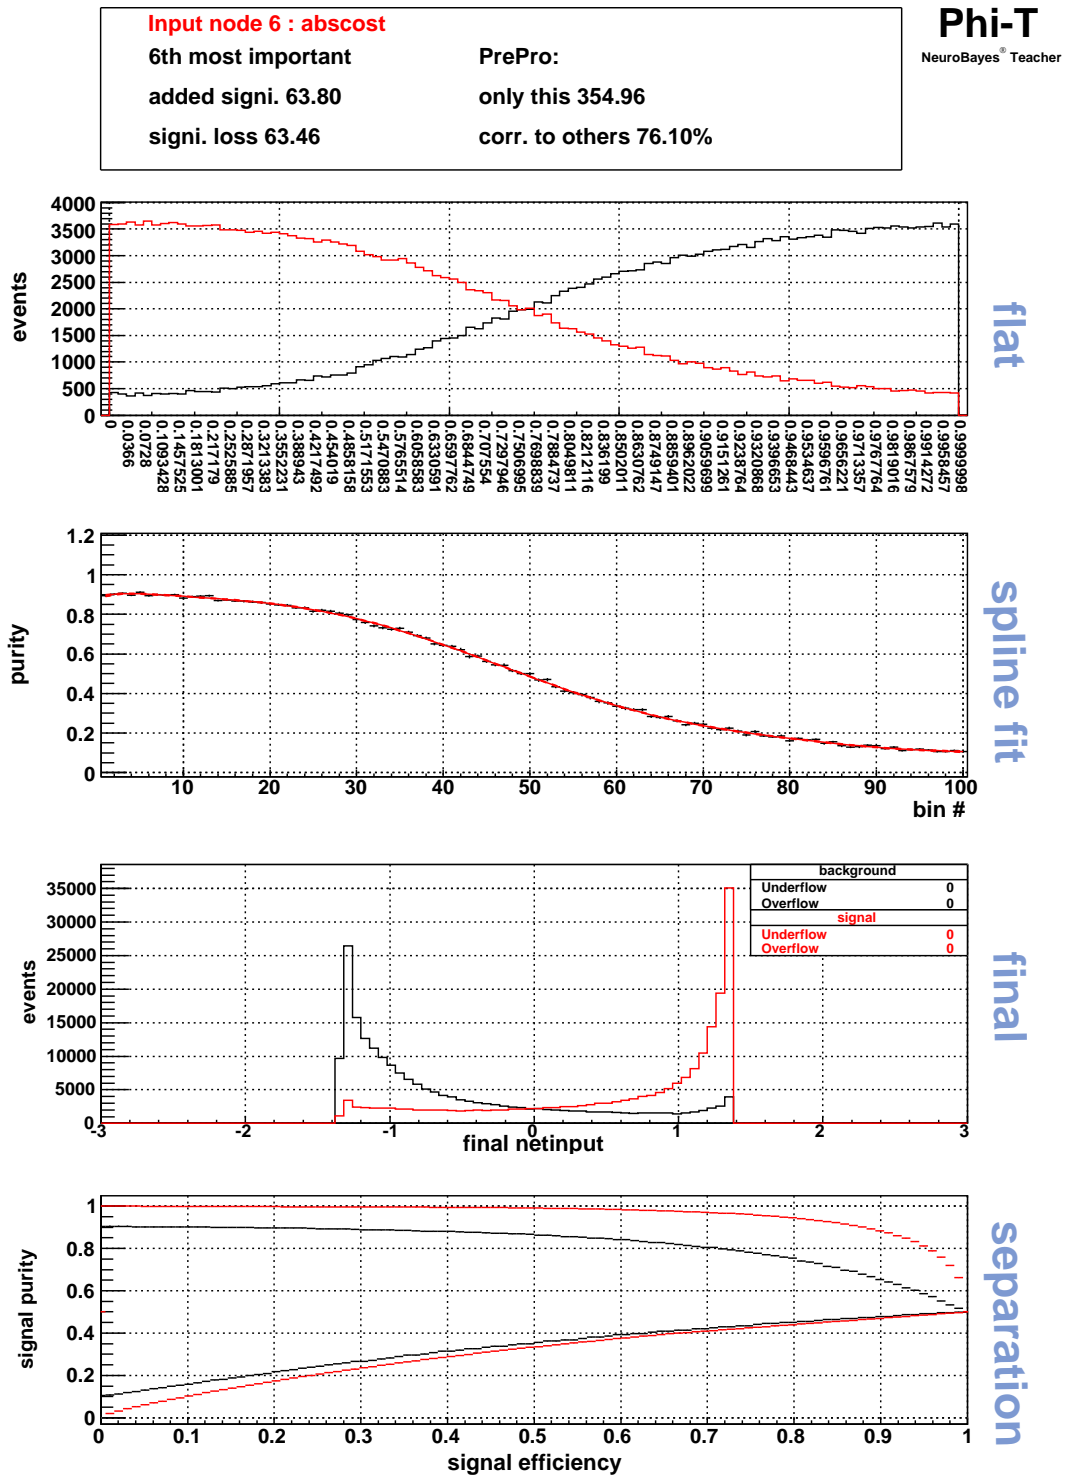 Input node 6 : abscost
6th most important
PrePro:
added signi. 63.80
only this 354.96
signi. loss 63.46
corr. to others 76.10%
Phi-T
NeuroBayes® Teacher
events
4000
3500
3000
2500
2000
1500
1000
500
0
0 0.0366 0.0728 0.1093428 0.1457525 0.1813001 0.217179 0.2525885 0.2871957 0.3213383 0.3552231 0.388943 0.4217492 0.454019 0.4858158 0.5171553 0.5470883 0.5765514 0.6058583 0.6330591 0.6597762 0.6844749 0.707554 0.7297946 0.7506995 0.7698839 0.7884737 0.8049811 0.8212116 0.836199 0.8502011 0.8630762 0.8749147 0.8859401 0.8962022 0.9059699 0.9151261 0.9238764 0.9320868 0.9396653 0.9468443 0.9534637 0.9596761 0.9656221 0.9713357 0.9767764 0.9819016 0.9867579 0.9914272 0.9958457 0.9999998
flat
purity
1.2
1
0.8
0.6
0.4
0.2
0
10 20 30 40 50 60 70 80 90 100
bin #
spline fit
events
35000
30000
25000
20000
15000
10000
5000
0
-3 -2 -1 0 1 2 3
final netinput
background
Underflow 0
Overflow 0
signal
Underflow 0
Overflow 0
final
signal purity
1
0.8
0.6
0.4
0.2
0
0 0.1 0.2 0.3 0.4 0.5 0.6 0.7 0.8 0.9 1
signal efficiency
separation